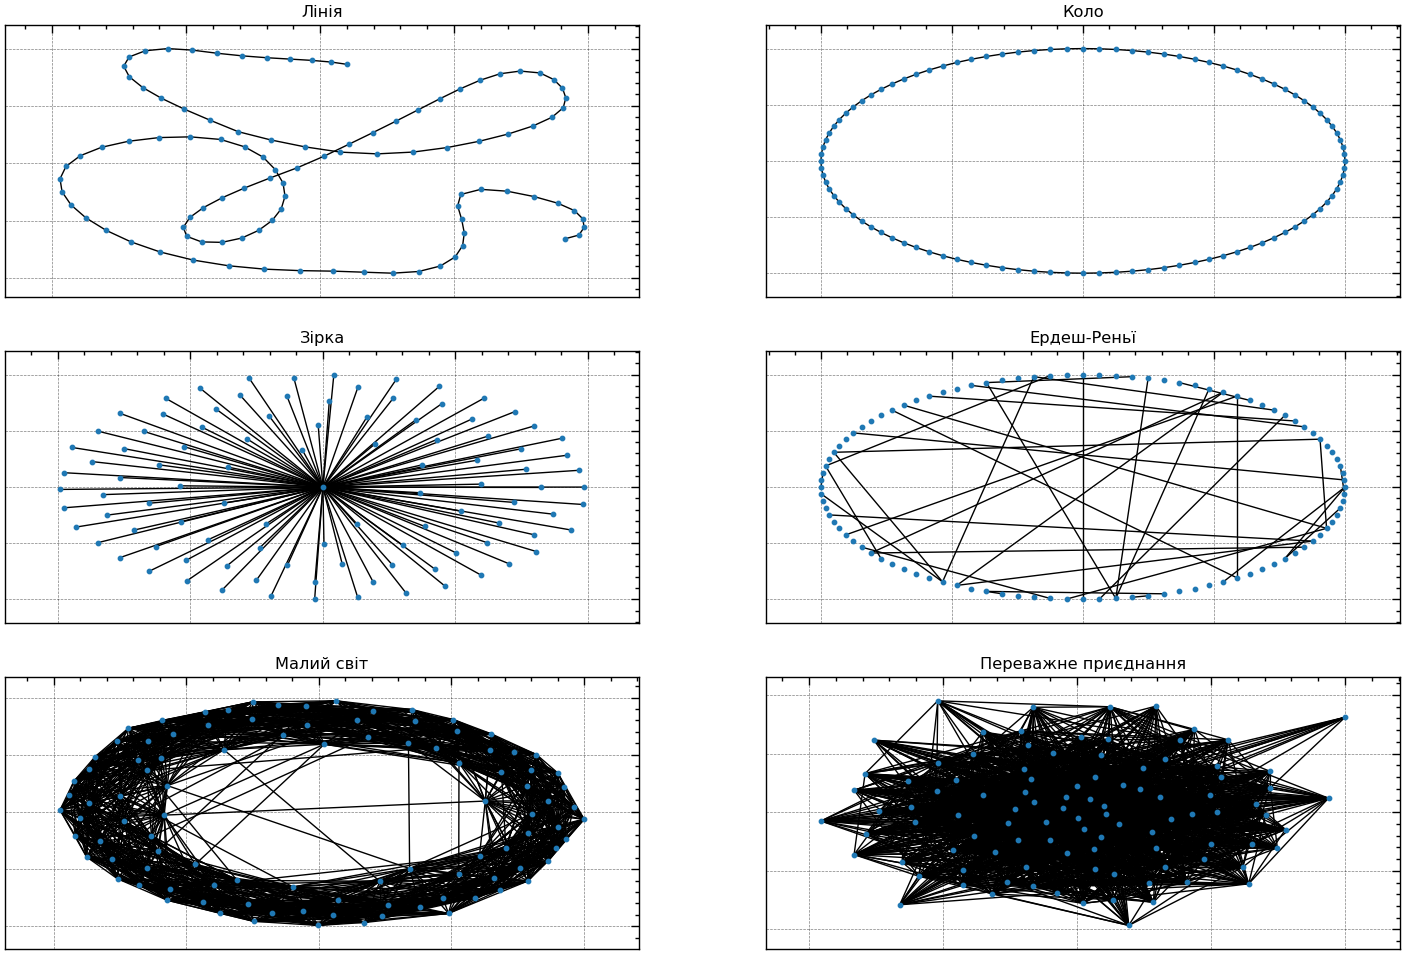 Лінія
Коло
Зірка
Ердеш-Реньї
Малий світ
Переважне приєднання